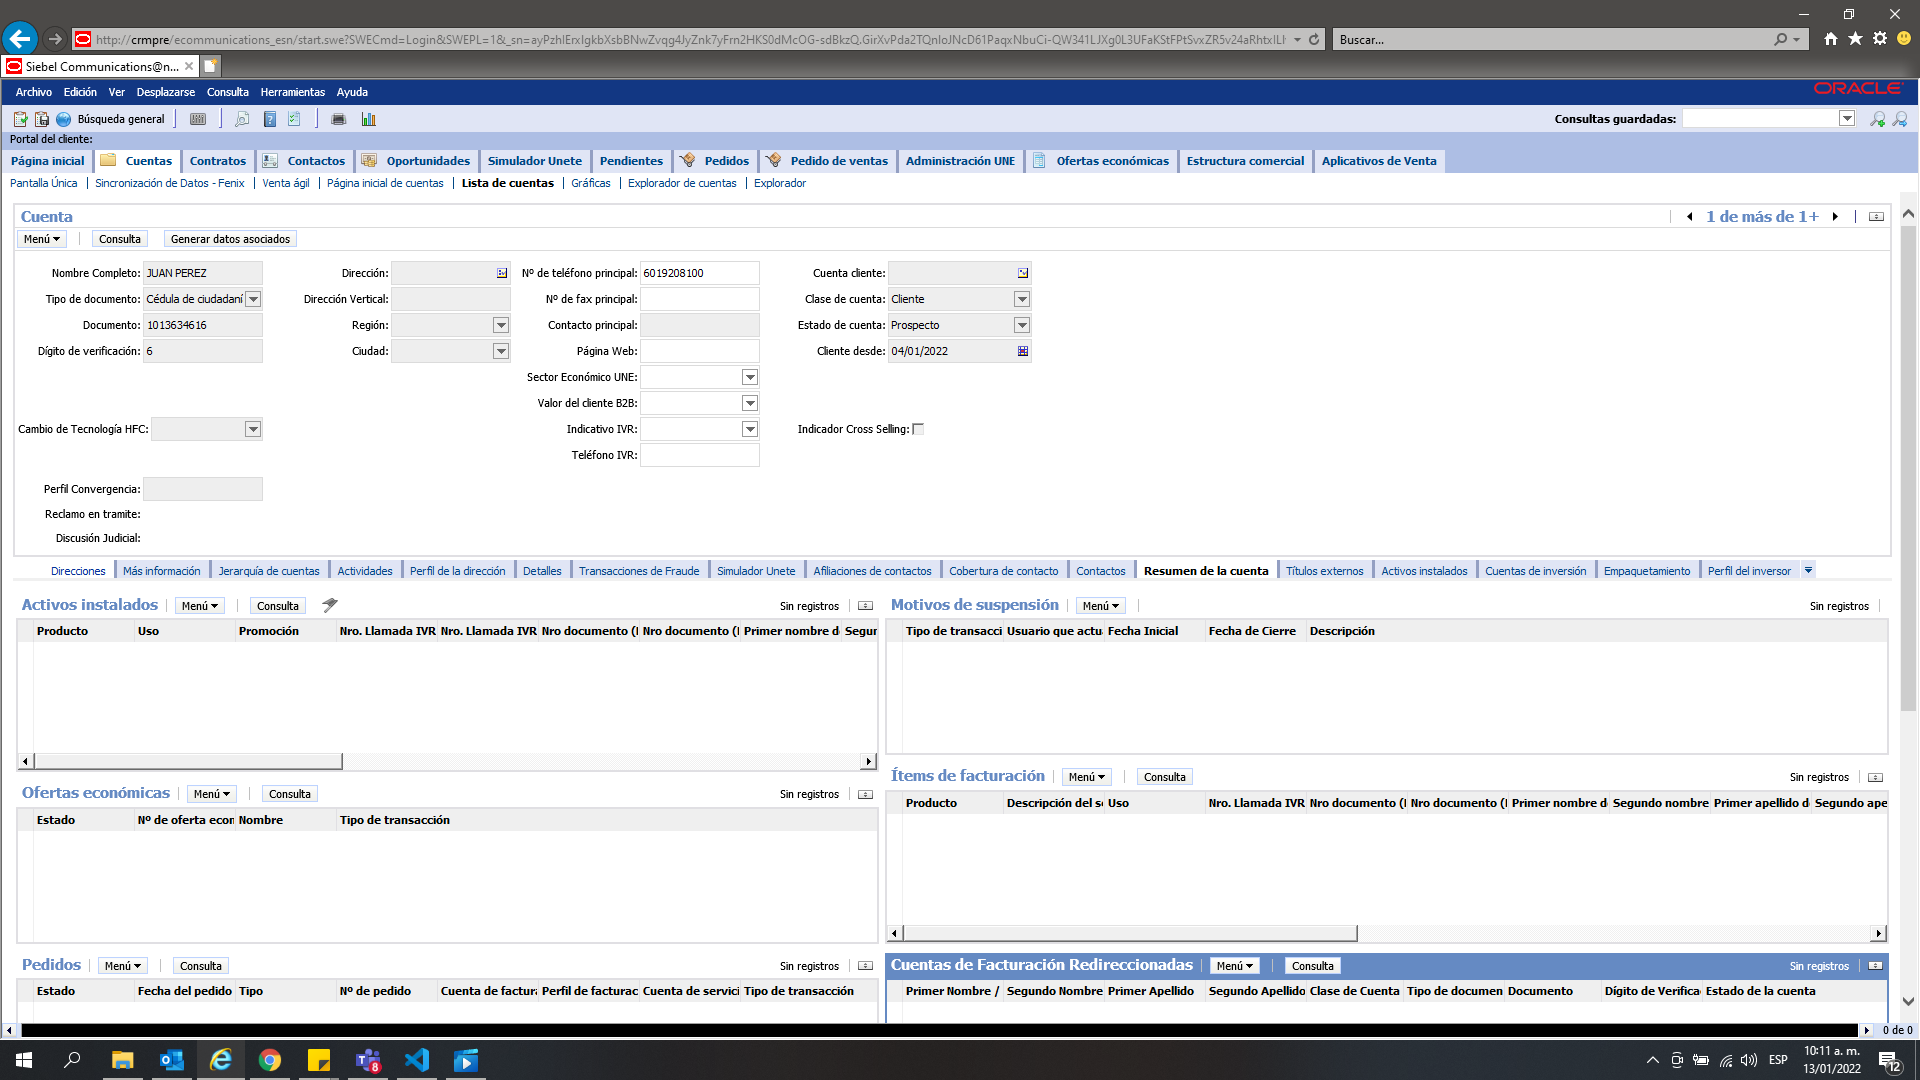 http://crmpre/ecommunications_esn/start.swe?SWECmd=Login&SWEPL=1&_sn=
Buscar...
Siebel Communications@n...
Archivo Edición Ver Desplazarse Consulta Herramientas Ayuda
ORACLE
Búsqueda general
Consultas guardadas:
Portal del cliente:
Página inicial Cuentas Contratos Contactos Oportunidades Simulador Unete Pendientes Pedidos Pedido de ventas Administración UNE Ofertas económicas Estructura comercial Aplicativos de Venta
Pantalla Única Sincronización de Datos - Fenix Venta ágil Página inicial de cuentas Lista de cuentas Gráficas Explorador de cuentas Explorador
Cuenta 1 de más de 1+
Menú Consulta Generar datos asociados
Nombre Completo: JUAN PEREZ Dirección: Nº de teléfono principal: 6019208100 Cuenta cliente:
Tipo de documento: Cédula de ciudadaní Dirección Vertical: Nº de fax principal: Clase de cuenta: Cliente
Documento: 1013634616 Región: Contacto principal: Estado de cuenta: Prospecto
Dígito de verificación: 6 Ciudad: Página Web: Cliente desde: 04/01/2022
Sector Económico UNE:
Valor del cliente B2B:
Cambio de Tecnología HFC: Indicativo IVR: Indicador Cross Selling:
Teléfono IVR:
Perfil Convergencia:
Reclamo en tramite:
Discusión Judicial:
Direcciones Más información Jerarquía de cuentas Actividades Perfil de la dirección Detalles Transacciones de Fraude Simulador Unete Afiliaciones de contactos Cobertura de contacto Contactos Resumen de la cuenta Títulos externos Activos instalados Cuentas de inversión Empaquetamiento Perfil del inversor
Activos instalados Menú Consulta Sin registros
Producto Uso Promoción Nro. Llamada IVR Nro. Llamada IVR Nro documento (I Nro documento (I Primer nombre d Segur
Motivos de suspensión Menú Sin registros
Tipo de transacci Usuario que actu Fecha Inicial Fecha de Cierre Descripción
Ofertas económicas Menú Consulta Sin registros
Estado Nº de oferta econ Nombre Tipo de transacción
Ítems de facturación Menú Consulta Sin registros
Producto Descripción del se Uso Nro. Llamada IVR Nro documento (I Nro documento (I Primer nombre d Segundo nombre Primer apellido d Segundo ape
Pedidos Menú Consulta Sin registros
Estado Fecha del pedido Tipo Nº de pedido Cuenta de factura Perfil de facturac Cuenta de servici Tipo de transacción
Cuentas de Facturación Redireccionadas Menú Consulta Sin registros
Primer Nombre / Segundo Nombre Primer Apellido Segundo Apellido Clase de Cuenta Tipo de documen Documento Dígito de Verifica Estado de la cuenta
0 de 0
8
ESP
10:11 a. m.
13/01/2022
12